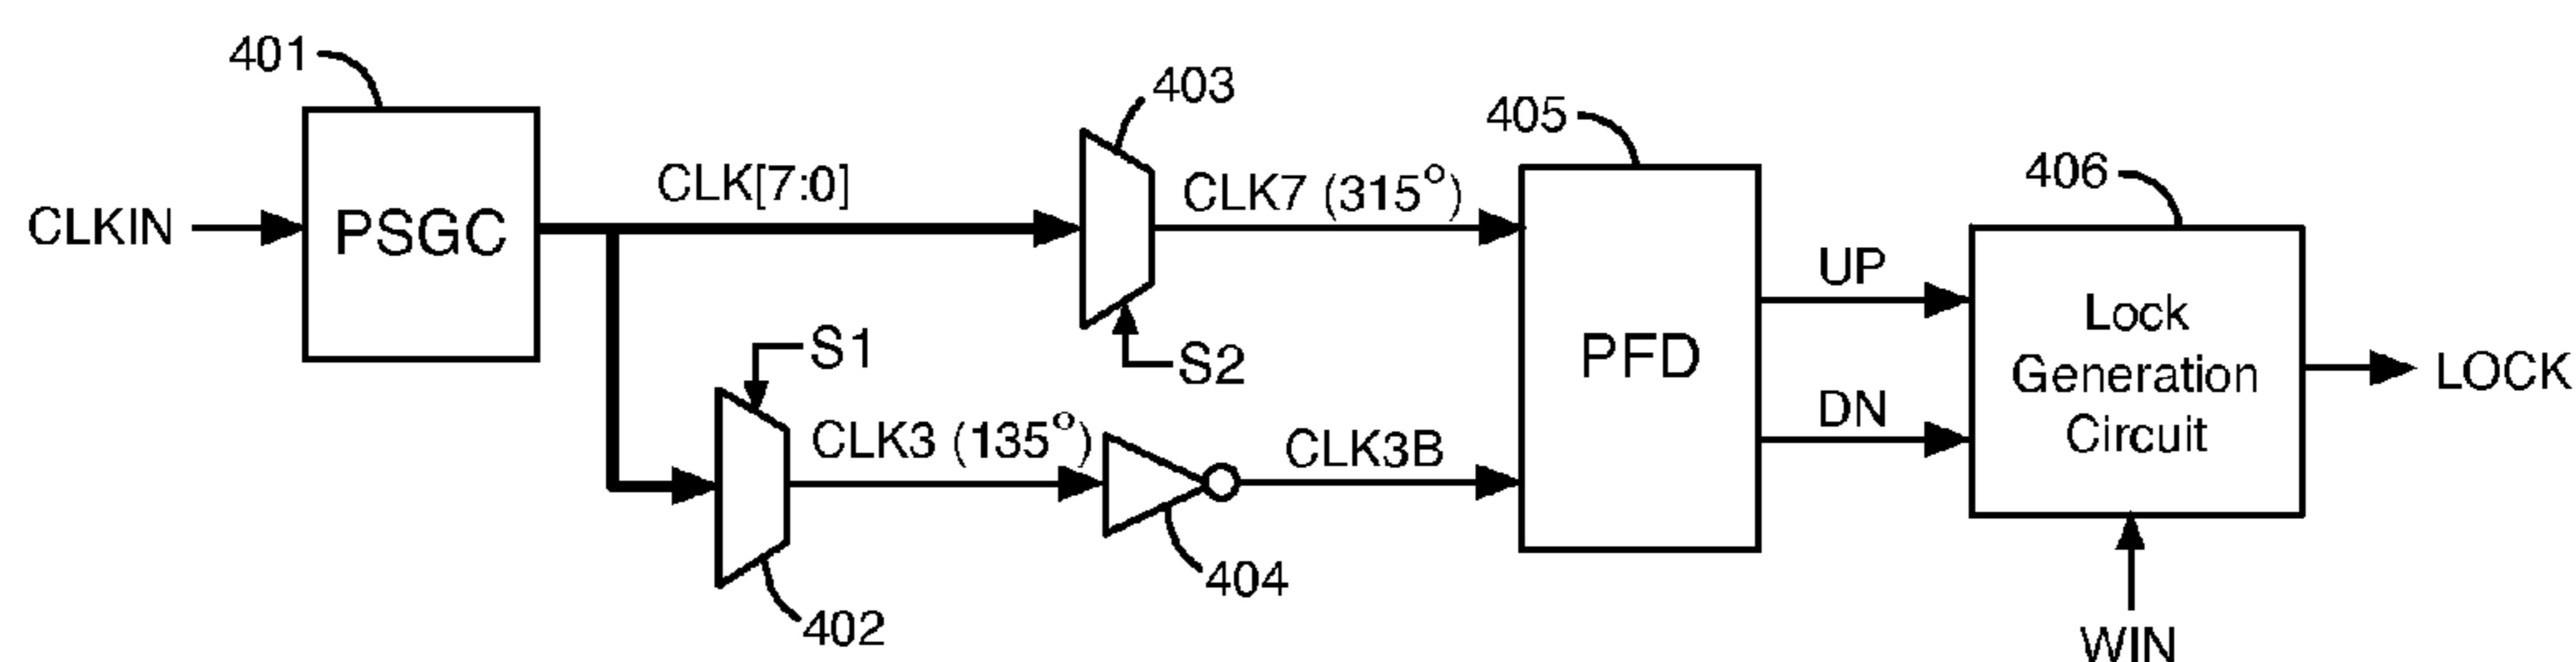 401
403
405
406
CLKIN
PSGC
CLK[7:0]
CLK7 (315°)
UP
Lock
Generation
Circuit
LOCK
S1
S2
PFD
DN
CLK3 (135°)
CLK3B
404
402
WIN